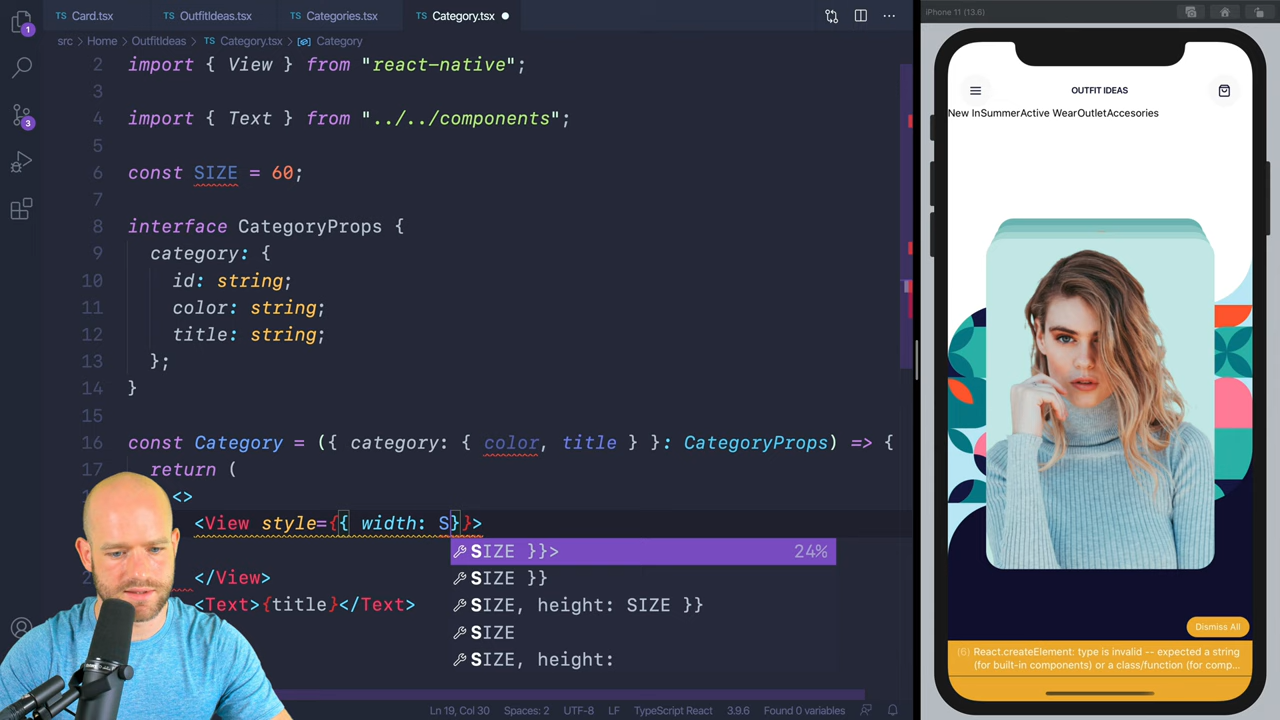 Card.tsx
OutfitIdeas.tsx
Categories.tsx
Category.tsx
src › Home › OutfitIdeas › Category.tsx › Category
1
3
2 import { View } from "react-native";
3
4 import { Text } from "../../components";
5
6 const SIZE = 60;
7
8 interface CategoryProps {
9 category: {
10 id: string;
11 color: string;
12 title: string;
13 };
14 }
15
16 const Category = ({ category: { color, title } }: CategoryProps) => {
17 return (
<>
<View style={{ width: S}}>
SIZE }}> 24%
SIZE }}
</View>
SIZE, height: SIZE }}
<Text>{title}</Text>
SIZE
SIZE, height:
Ln 19, Col 30 Spaces: 2 UTF-8 LF TypeScript React 3.9.6 Found 0 variables
iPhone 11 (13.6)
OUTFIT IDEAS
New InSummerActive WearOutletAccesories
Dismiss All
(6) React.createElement: type is invalid -- expected a string
(for built-in components) or a class/function (for comp...